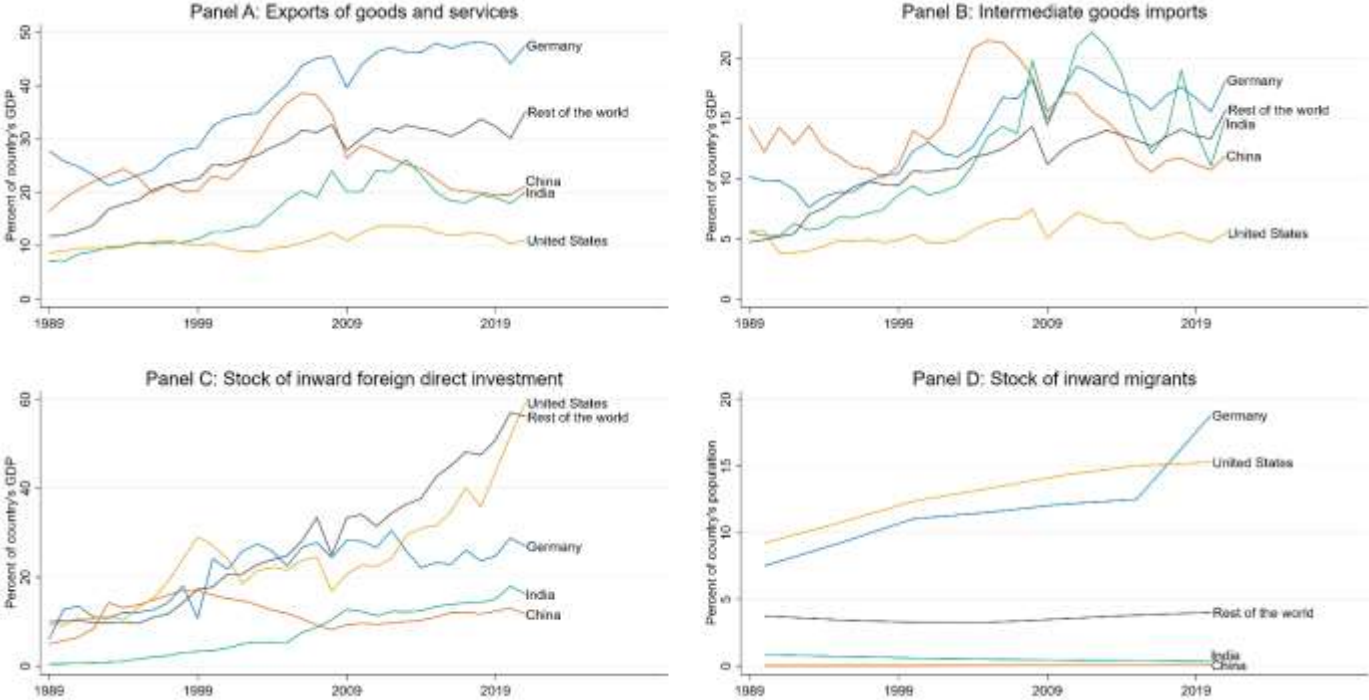 Panel A: Exports of goods and services
Percent of country's GDP
50
40
30
20
10
0
Germany
Rest of the world
China
India
United States
1989 1999 2009 2019
Panel B: Intermediate goods imports
Percent of country's GDP
20
15
10
5
0
Germany
Rest of the world
India
China
United States
1989 1999 2009 2019
Panel C: Stock of inward foreign direct investment
Percent of country's GDP
60
40
20
0
United States
Rest of the world
Germany
India
China
1989 1999 2009 2019
Panel D: Stock of inward migrants
Percent of country's population
20
15
10
5
0
Germany
United States
Rest of the world
India
China
1989 1999 2009 2019